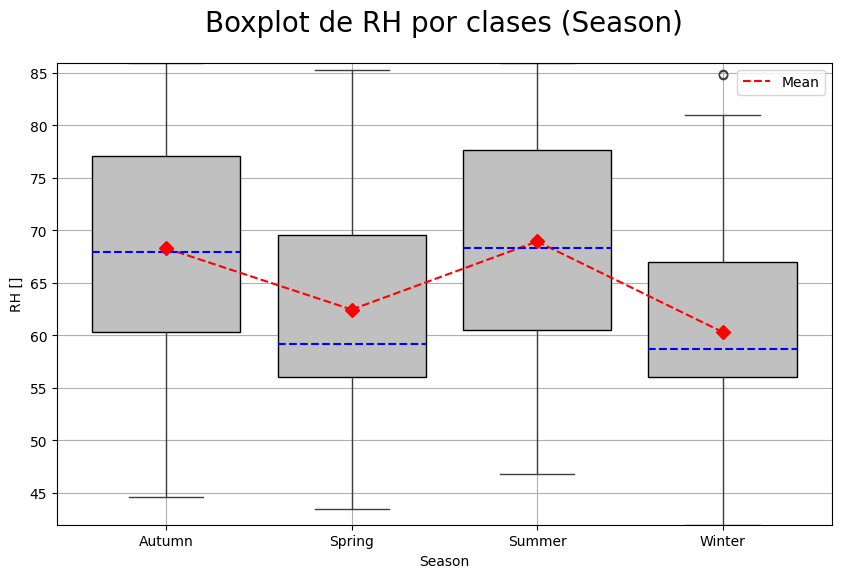 Boxplot de RH por clases (Season)
Mean
85
80
75
70
65
60
55
50
45
RH []
Autumn Spring Summer Winter
Season